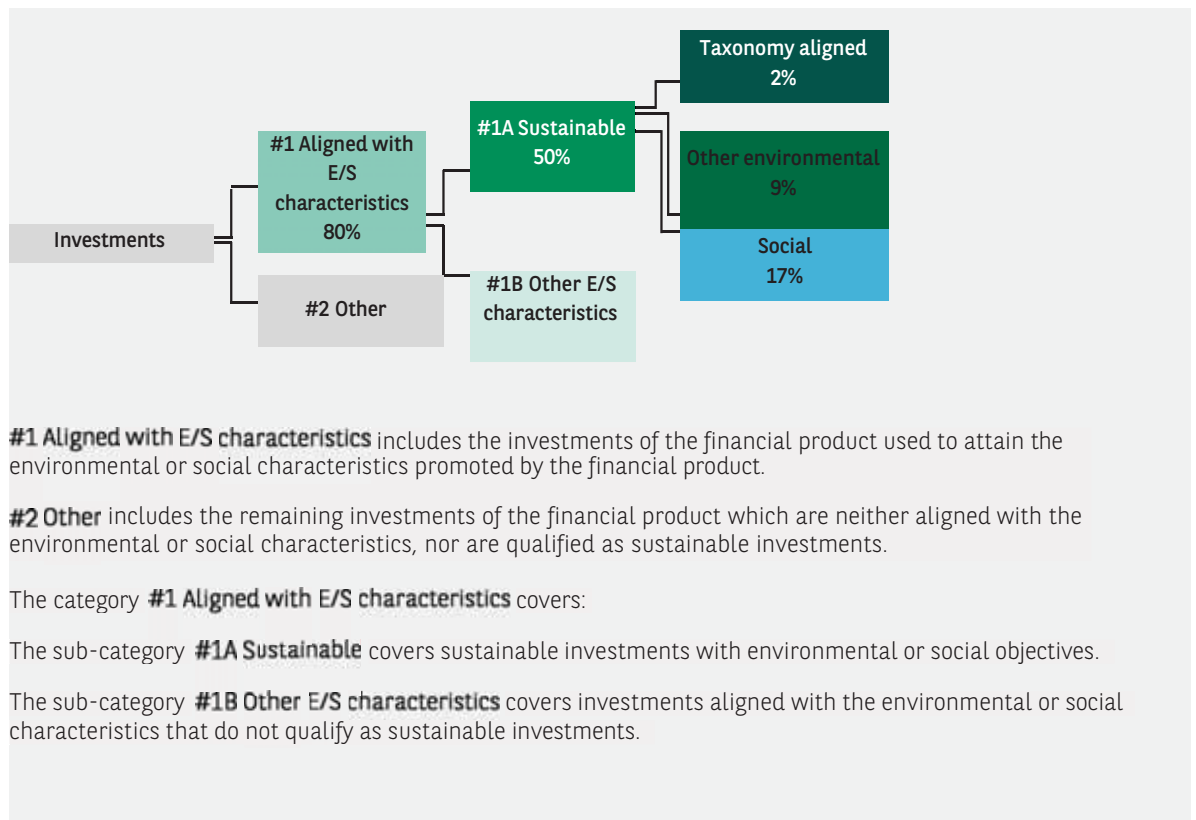 Taxonomy aligned
2%
#1A Sustainable
50%
#1 Aligned with
E/S
characteristics
80%
Other environmental
9%
Investments
Social
17%
#2 Other
#1B Other E/S
characteristics
#1 Aligned with E/S characteristics includes the investments of the financial product used to attain the
environmental or social characteristics promoted by the financial product.
#2 Other includes the remaining investments of the financial product which are neither aligned with the
environmental or social characteristics, nor are qualified as sustainable investments.
The category #1 Aligned with E/S characteristics covers:
The sub-category #1A Sustainable covers sustainable investments with environmental or social objectives.
The sub-category #1B Other E/S characteristics covers investments aligned with the environmental or social
characteristics that do not qualify as sustainable investments.